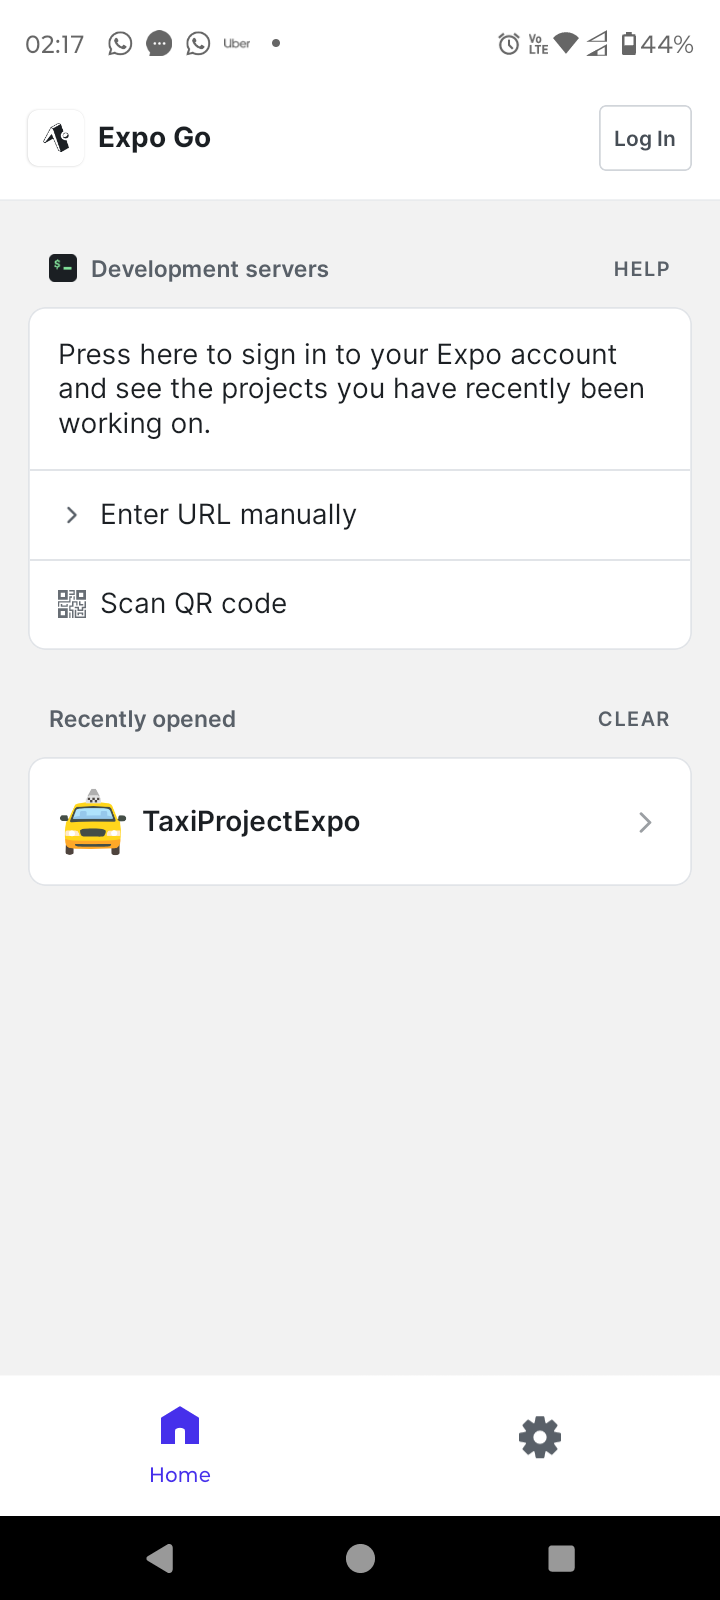 02:17 Uber Vo LTE 44%
Expo Go
Log In
$ Development servers HELP
Press here to sign in to your Expo account
and see the projects you have recently been
working on.
Enter URL manually
Scan QR code
Recently opened CLEAR
TaxiProjectExpo
Home